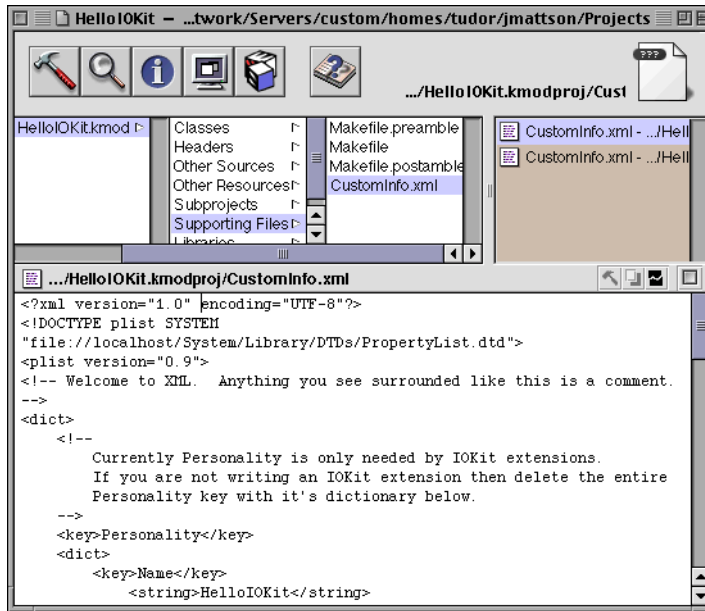 HelloIOKit — ...twork/Servers/custom/homes/tudor/jmattson/Projects
???
.../HelloIOKit.kmodproj/Cust
HelloIOKit.kmod
Classes
Headers
Other Sources
Other Resources
Subprojects
Supporting Files
Libraries
Makefile.preamble
Makefile
Makefile.postamble
CustomInfo.xml
CustomInfo.xml - .../Hell
CustomInfo.xml - .../Hell
.../HelloIOKit.kmodproj/CustomInfo.xml
<?xml version="1.0" encoding="UTF-8"?>
<!DOCTYPE plist SYSTEM
"file://localhost/System/Library/DTDs/PropertyList.dtd">
<plist version="0.9">
<!-- Welcome to XML.  Anything you see surrounded like this is a comment.
-->
<dict>
<!--
Currently Personality is only needed by IOKit extensions.
If you are not writing an IOKit extension then delete the entire
Personality key with it's dictionary below.
-->
<key>Personality</key>
<dict>
<key>Name</key>
<string>HelloIOKit</string>